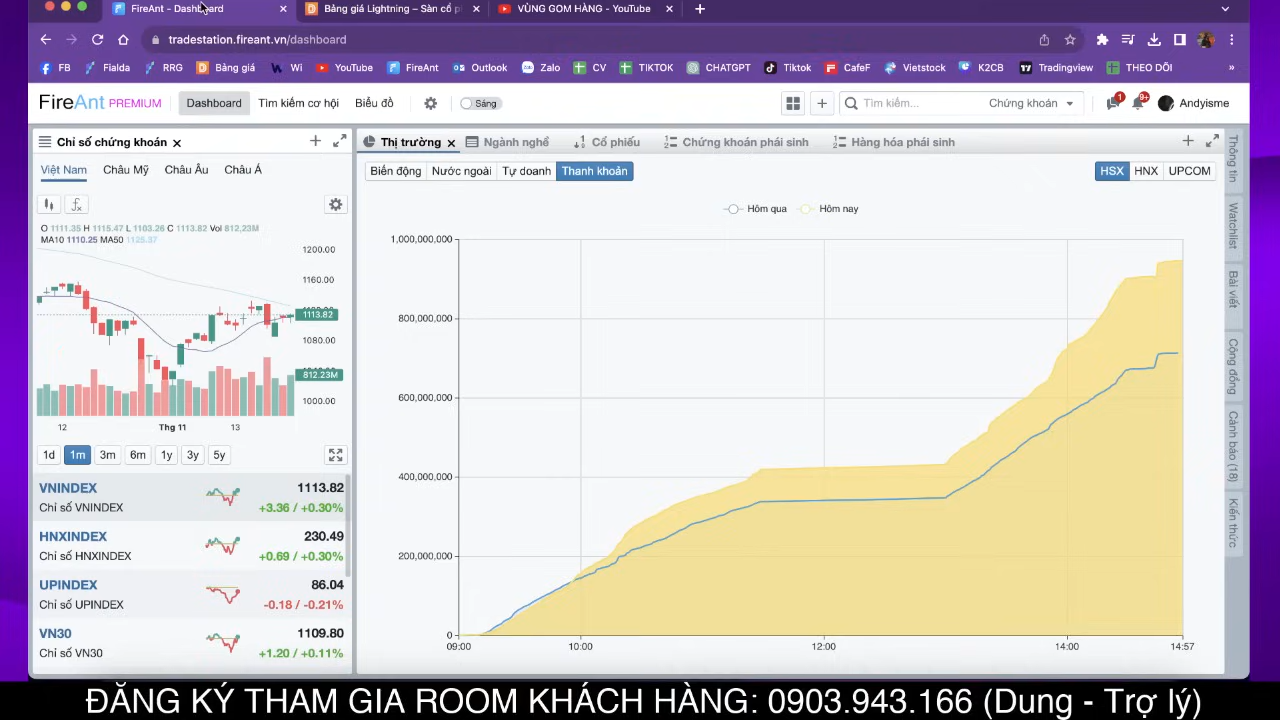 FireAnt - Dashboard
Bảng giá Lightning – Sàn cổ p
VÙNG GOM HÀNG - YouTube
tradestation.fireant.vn/dashboard
FB Fialda RRG Bảng giá Wi YouTube FireAnt Outlook Zalo CV TIKTOK CHATGPT Tiktok CafeF Vietstock K2CB Tradingview THEO DÕI »
FireAnt PREMIUM Dashboard Tìm kiếm cơ hội Biểu đồ Sáng Tìm kiếm... Chứng khoán 1 9+ Andyisme
Chỉ số chứng khoán
Việt Nam Châu Mỹ Châu Âu Châu Á
O 1111.35 H 1115.47 L 1103.26 C 1113.82 Vol 812,23M
MA10 1110.25 MA50 1125.37
1200.00
1160.00
1113.82
1080.00
812.23M
1000.00
12 Thg 11 13
1d 1m 3m 6m 1y 3y 5y
VNINDEX 1113.82
Chỉ số VNINDEX +3.36 / +0.30%
HNXINDEX 230.49
Chỉ số HNXINDEX +0.69 / +0.30%
UPINDEX 86.04
Chỉ số UPINDEX -0.18 / -0.21%
VN30 1109.80
Chỉ số VN30 +1.20 / +0.11%
Thị trường Ngành nghề Cổ phiếu Chứng khoán phái sinh Hàng hóa phái sinh
Biến động Nước ngoài Tự doanh Thanh khoản HSX HNX UPCOM
Hôm qua Hôm nay
1,000,000,000
800,000,000
600,000,000
400,000,000
200,000,000
0
09:00 10:00 12:00 14:00 14:57
Thông tin
Watchlist
Bài viết
Cộng đồng
Cảnh báo (18)
Kiến thức
ĐĂNG KÝ THAM GIA ROOM KHÁCH HÀNG: 0903.943.166 (Dung - Trợ lý)